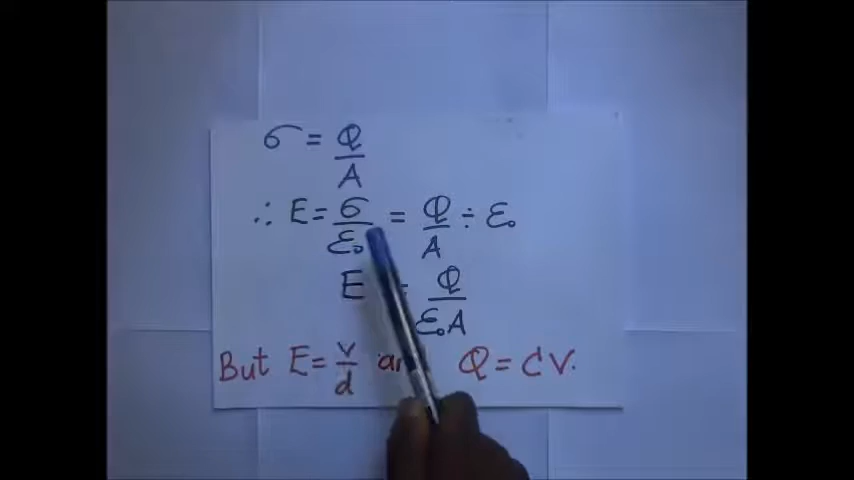 σ = Q/A
∴ E = σ/ε₀ = Q/A ÷ ε₀
E = Q/ε₀A
But E = V/d Q = CV.